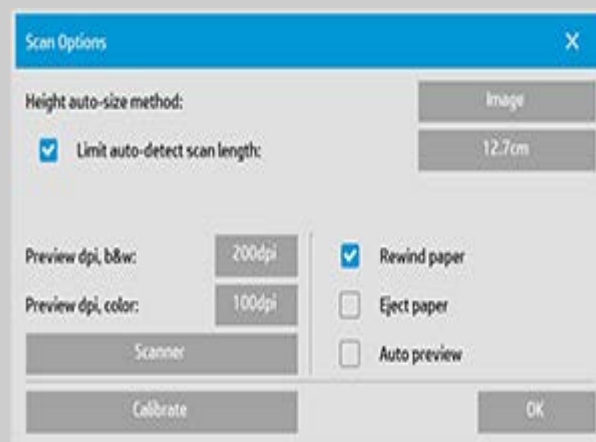 Scan Options X
Height auto-size method: Image
Limit auto-detect scan length: 12.7cm
Preview dpi, b&w: 200dpi
Rewind paper
Preview dpi, color: 100dpi
Eject paper
Scanner
Auto preview
Calibrate
OK